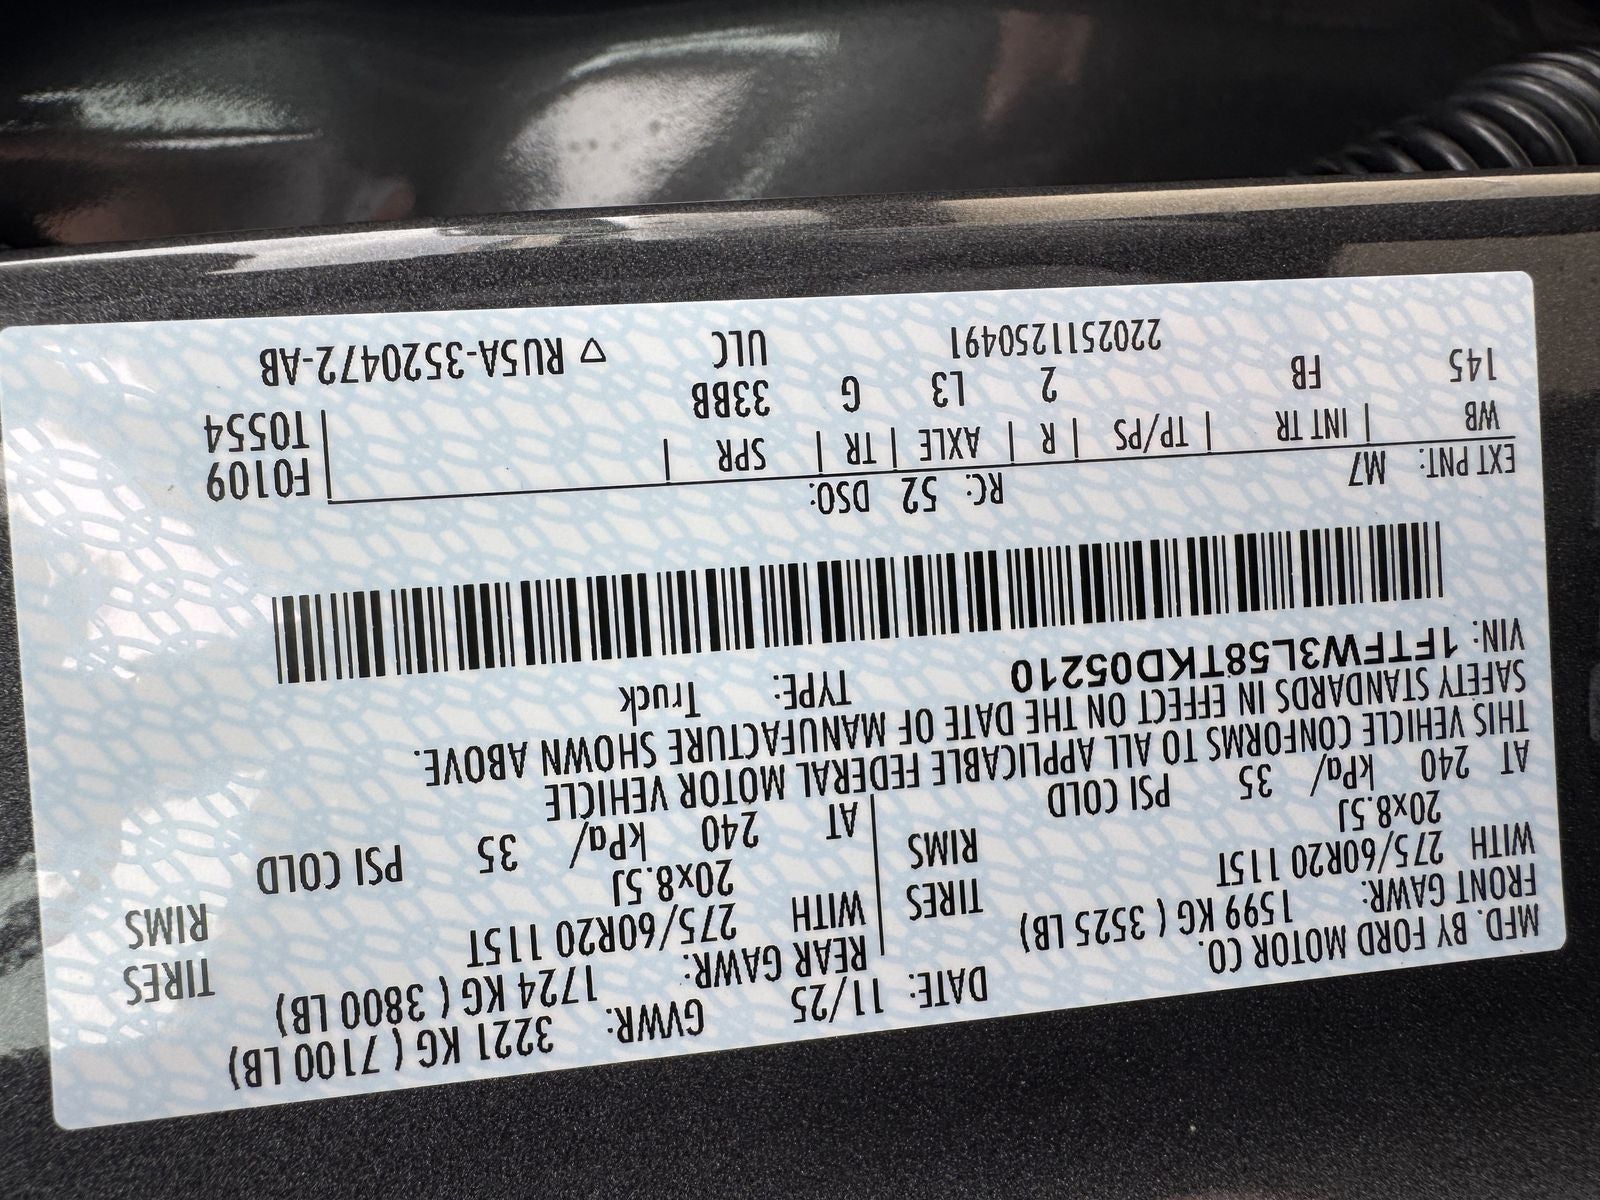 MFD. BY FORD MOTOR CO.
DATE: 11/25 GVWR: 3221 KG ( 7100 LB)
FRONT GAWR: 1599 KG ( 3525 LB) REAR GAWR: 1724 KG ( 3800 LB)
WITH 275/60R20 115T TIRES WITH 275/60R20 115T TIRES
20x8.5J RIMS 20x8.5J RIMS
AT 240 kPa/ 35 PSI COLD AT 240 kPa/ 35 PSI COLD
THIS VEHICLE CONFORMS TO ALL APPLICABLE FEDERAL MOTOR VEHICLE
SAFETY STANDARDS IN EFFECT ON THE DATE OF MANUFACTURE SHOWN ABOVE.
VIN: 1FTFW3L58TKD05210 TYPE: Truck
EXT PNT: M7 RC: 52 DSO: F0109
WB | INT TR | TP/PS | R | AXLE | TR | SPR | T0554
145 FB 2 L3 G 33BB
2202511250491 ULC ▽ RU5A-3520472-AB